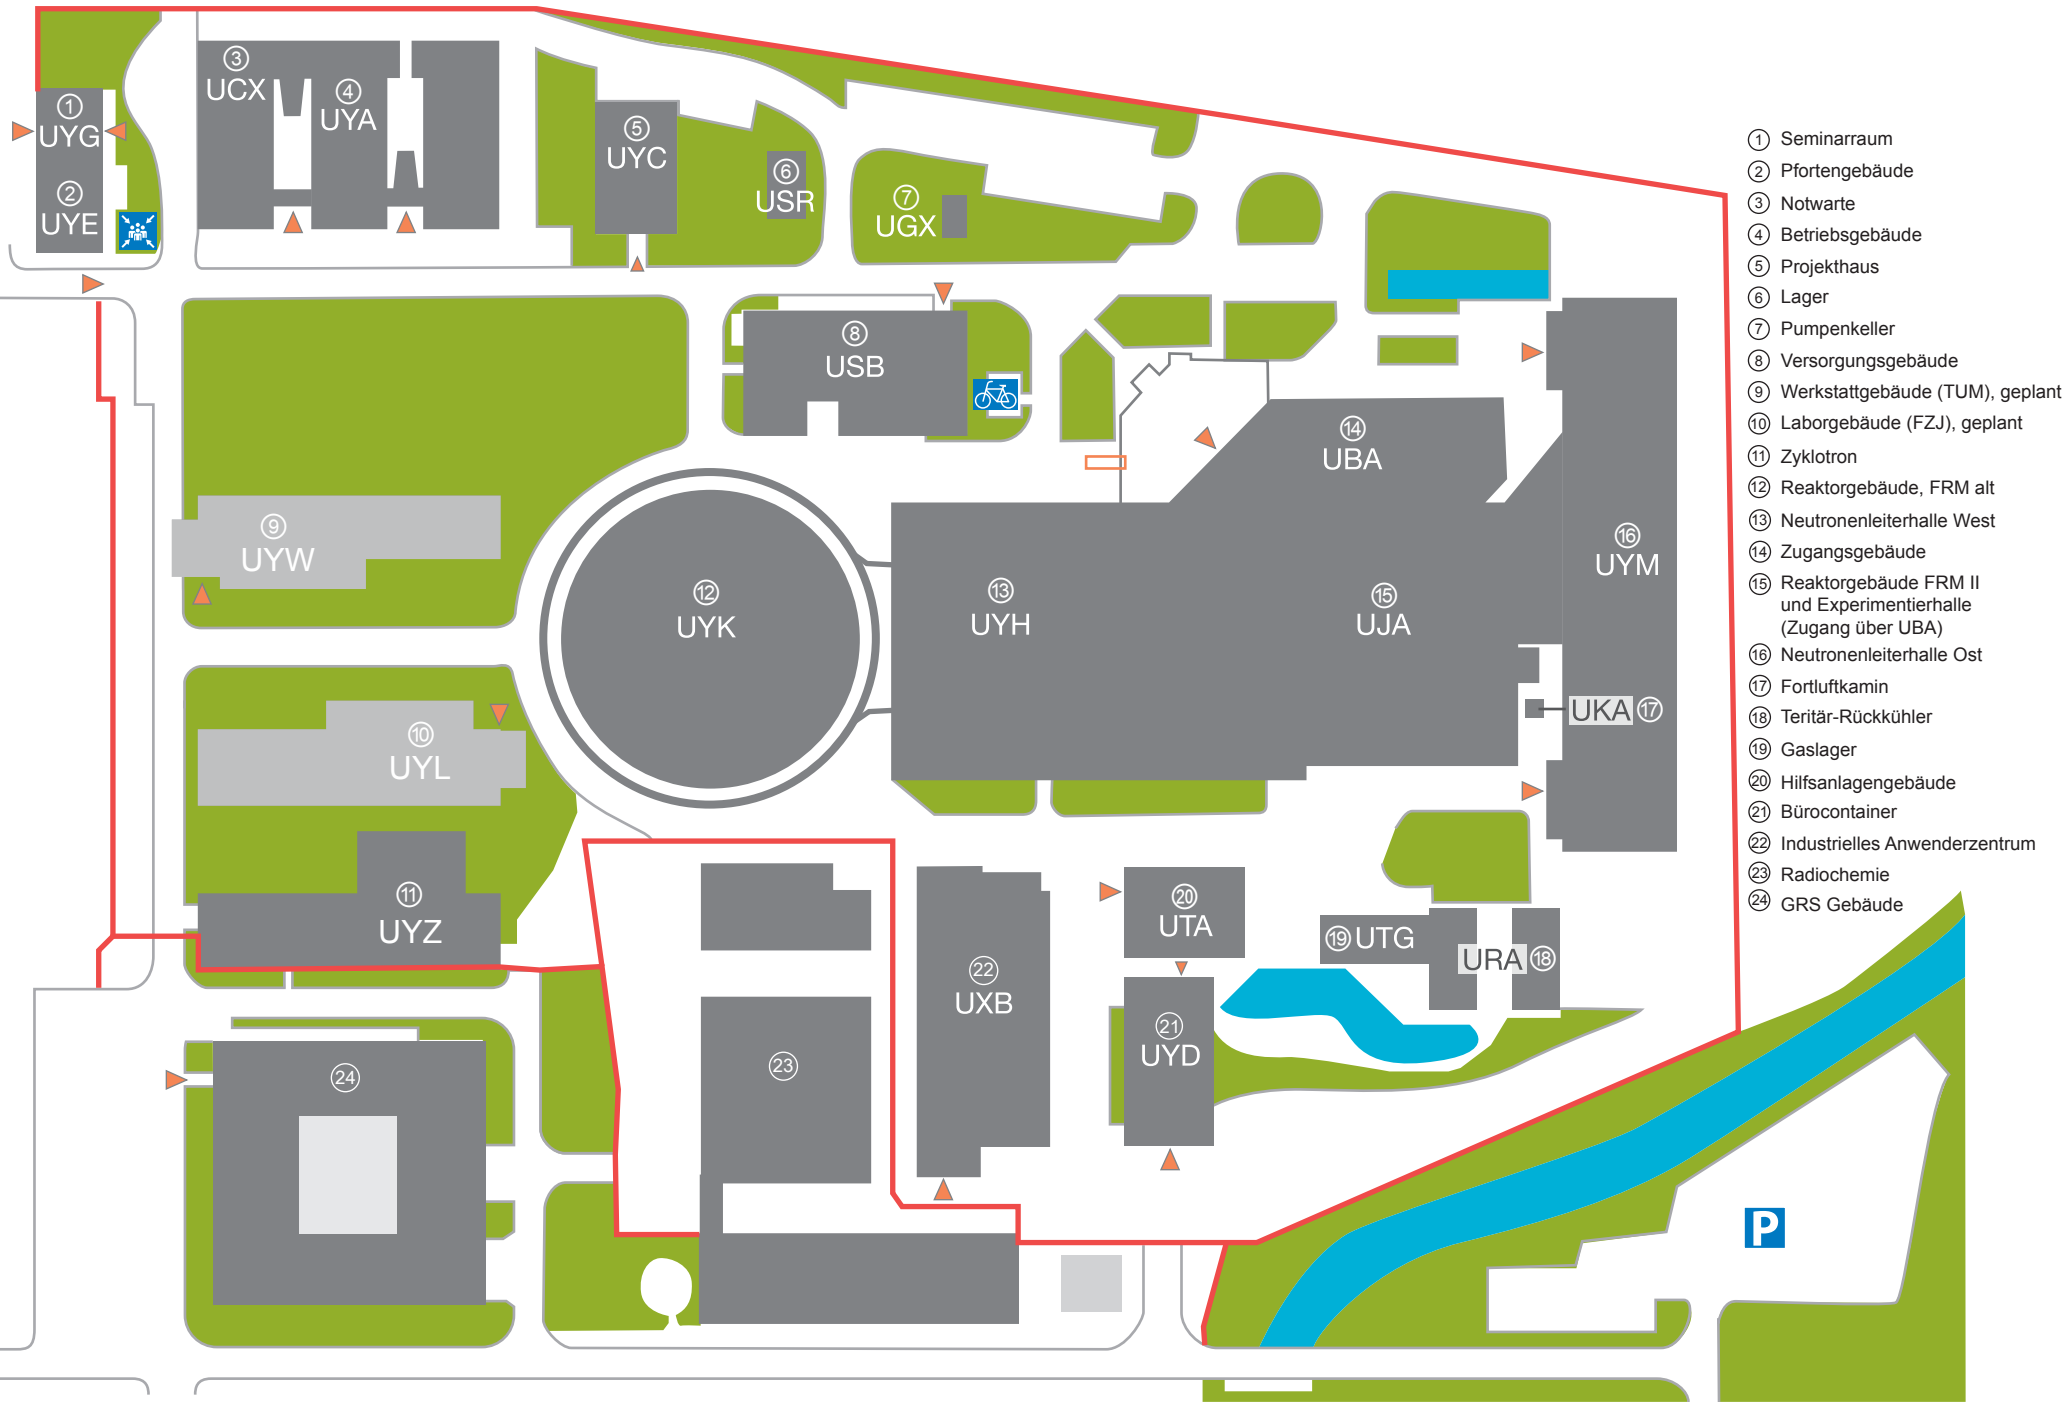 ① UYG
② UYE
③ UCX
④ UYA
⑤ UYC
⑥ USR
⑦ UGX
⑧ USB
⑨ UYW
⑩ UYL
⑪ UYZ
⑫ UYK
⑬ UYH
⑭ UBA
⑮ UJA
⑯ UYM
UKA ⑰
URA ⑱
⑲ UTG
⑳ UTA
㉑ UYD
㉒ UXB
㉓
㉔
P
① Seminarraum
② Pfortengebäude
③ Notwarte
④ Betriebsgebäude
⑤ Projekthaus
⑥ Lager
⑦ Pumpenkeller
⑧ Versorgungsgebäude
⑨ Werkstattgebäude (TUM), geplant
⑩ Laborgebäude (FZJ), geplant
⑪ Zyklotron
⑫ Reaktorgebäude, FRM alt
⑬ Neutronenleiterhalle West
⑭ Zugangsgebäude
⑮ Reaktorgebäude FRM II
und Experimentierhalle
(Zugang über UBA)
⑯ Neutronenleiterhalle Ost
⑰ Fortluftkamin
⑱ Teritär-Rückkühler
⑲ Gaslager
⑳ Hilfsanlagengebäude
㉑ Bürocontainer
㉒ Industrielles Anwenderzentrum
㉓ Radiochemie
㉔ GRS Gebäude